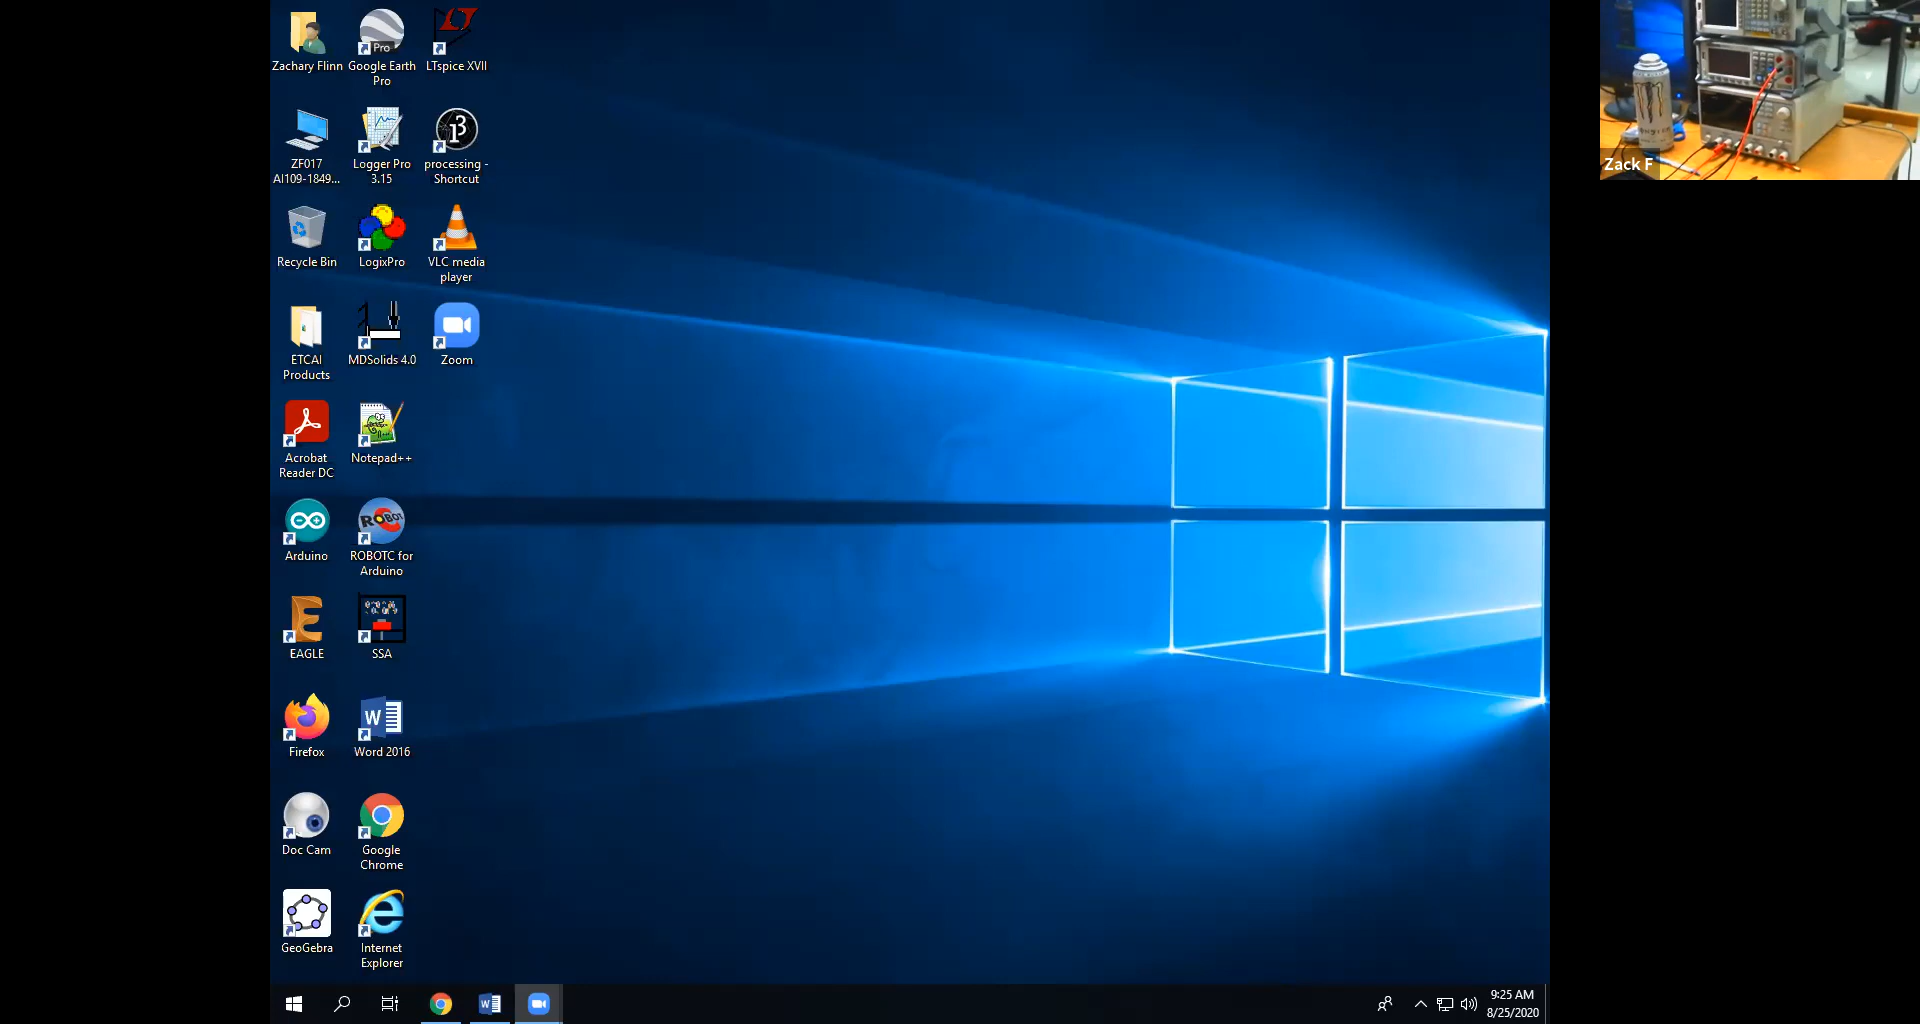 Zachary Flinn
Google Earth
Pro
Pro
LTspice XVII
ZF017
AI109-1849...
Logger Pro
3.15
processing -
Shortcut
Recycle Bin
LogixPro
VLC media
player
ETCAI
Products
MDSolids 4.0
Zoom
Acrobat
Reader DC
Notepad++
Arduino
ROBOT
ROBOTC for
Arduino
EAGLE
SSA
Firefox
Word 2016
Doc Cam
Google
Chrome
GeoGebra
Internet
Explorer
9:25 AM
8/25/2020
Zack F